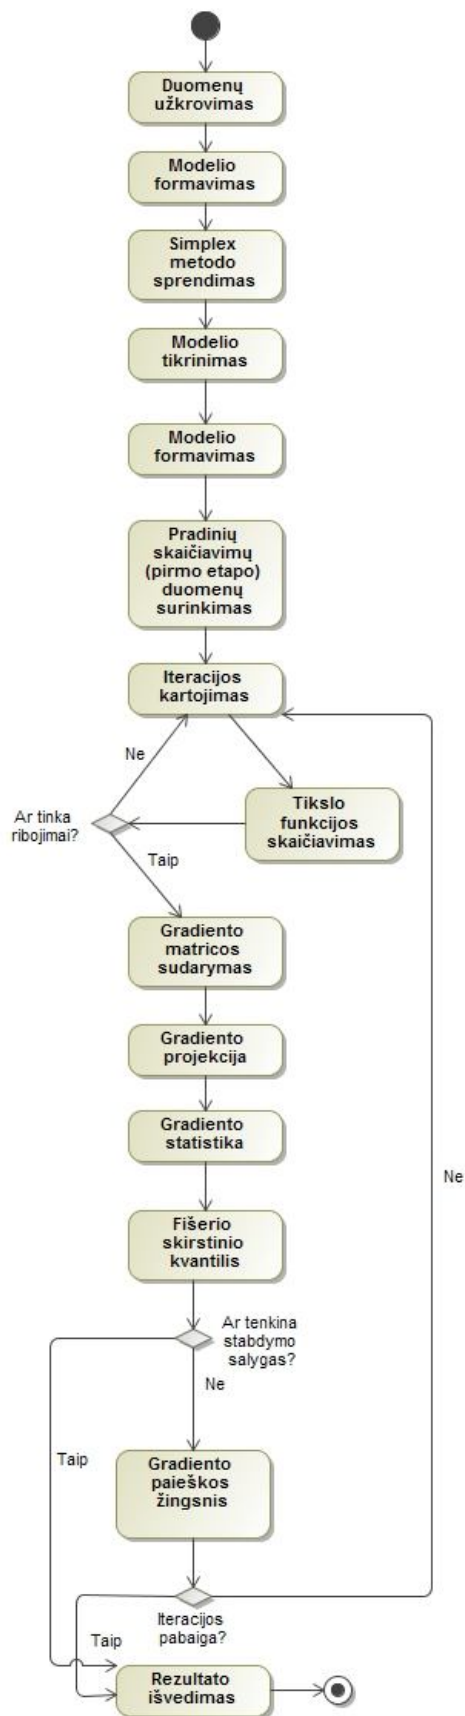 Duomenų
užkrovimas
Modelio
formavimas
Simplex
metodo
sprendimas
Modelio
tikrinimas
Modelio
formavimas
Pradinių
skaičiavimų
(pirmo etapo)
duomenų
surinkimas
Iteracijos
kartojimas
Ne
Ar tinka
ribojimai?
Tikslo
funkcijos
skaičiavimas
Taip
Gradiento
matricos
sudarymas
Gradiento
projekcija
Gradiento
statistika
Ne
Fišerio
skirstinio
kvantilis
Ar tenkina
stabdymo
salygas?
Ne
Taip
Gradiento
paieškos
žingsnis
Iteracijos
pabaiga?
Taip
Rezultato
išvedimas